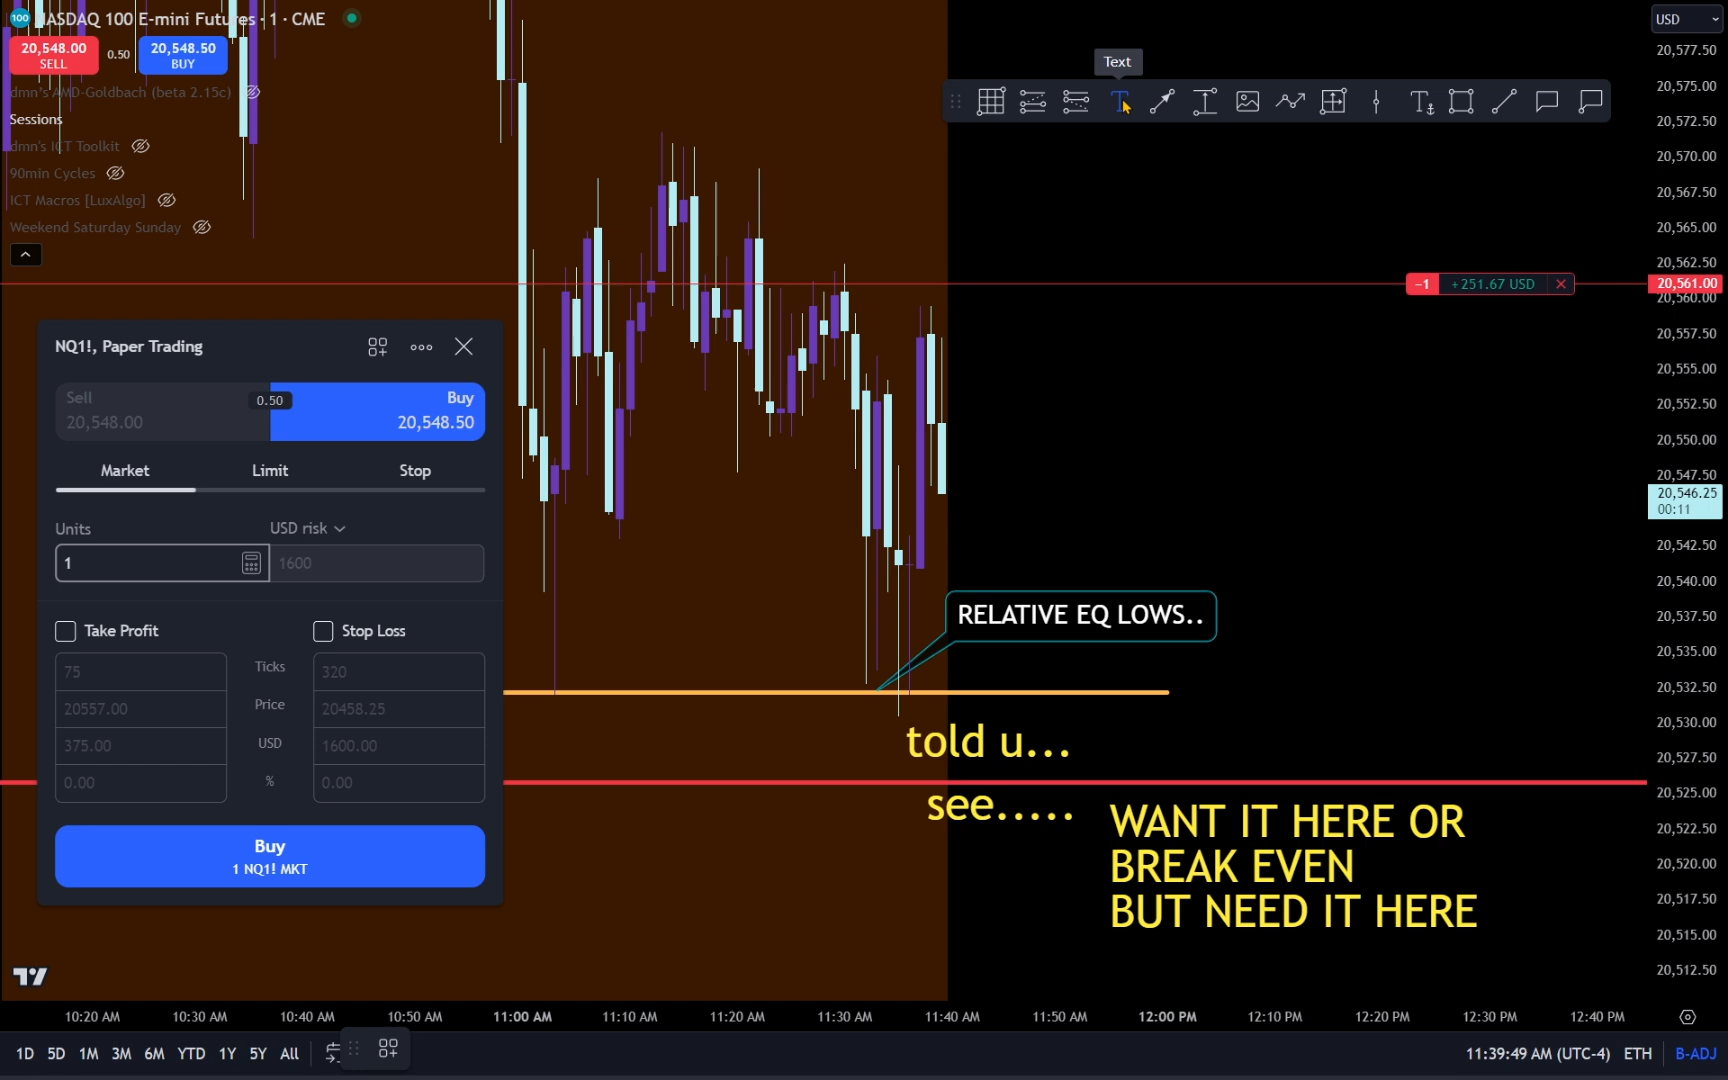 NASDAQ 100 E-mini Futures · 1 · CME
20,548.00
SELL
0.50
20,548.50
BUY
dmn's AMD-Goldbach (beta 2.15c)
Sessions
dmn's ICT Toolkit
90min Cycles
ICT Macros [LuxAlgo]
Weekend Saturday Sunday
Text
USD
20,577.50
20,575.00
20,572.50
20,570.00
20,567.50
20,565.00
20,562.50
20,561.00
20,560.00
20,557.50
20,555.00
20,552.50
20,550.00
20,547.50
20,546.25
00:11
20,542.50
20,540.00
20,537.50
20,535.00
20,532.50
20,530.00
20,527.50
20,525.00
20,522.50
20,520.00
20,517.50
20,515.00
20,512.50
−1 +251.67 USD
NQ1!, Paper Trading
Sell
20,548.00
0.50
Buy
20,548.50
Market Limit Stop
Units USD risk
1 1600
Take Profit Stop Loss
75 Ticks 320
20557.00 Price 20458.25
375.00 USD 1600.00
0.00 % 0.00
Buy
1 NQ1! MKT
RELATIVE EQ LOWS..
told u...
see.....
WANT IT HERE OR
BREAK EVEN
BUT NEED IT HERE
10:20 AM 10:30 AM 10:40 AM 10:50 AM 11:00 AM 11:10 AM 11:20 AM 11:30 AM 11:40 AM 11:50 AM 12:00 PM 12:10 PM 12:20 PM 12:30 PM 12:40 PM
1D 5D 1M 3M 6M YTD 1Y 5Y All
11:39:49 AM (UTC-4) ETH B-ADJ